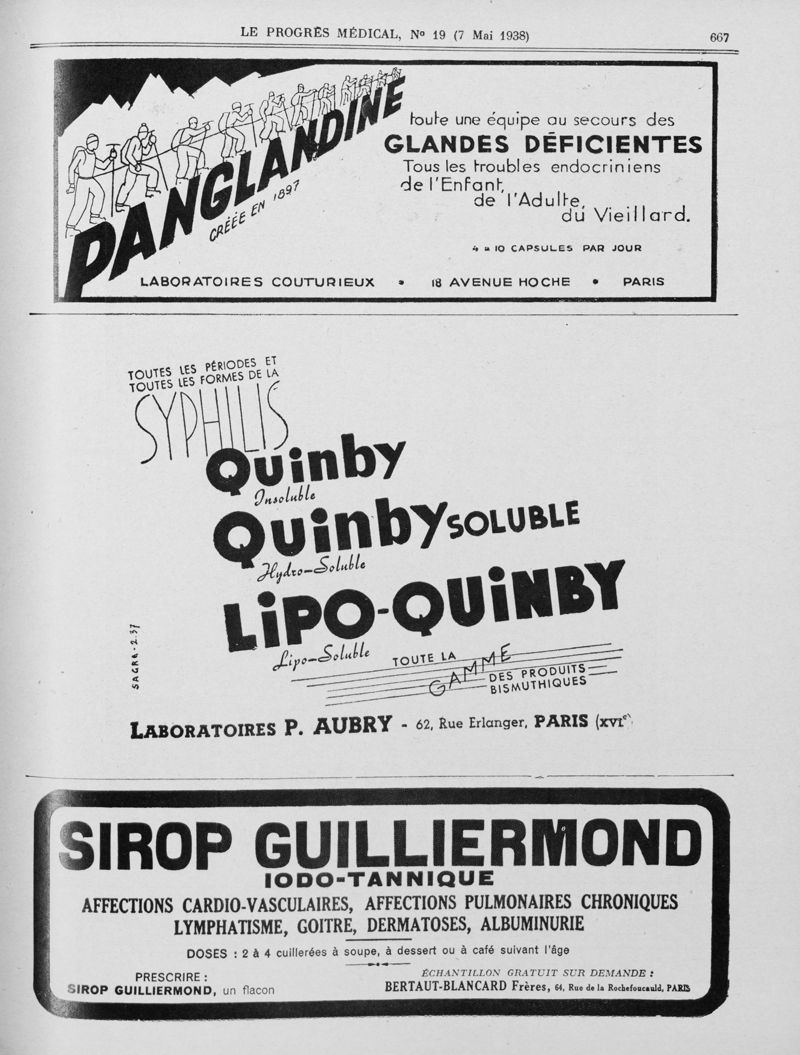 LE PROGRÈS MÉDICAL, Nº 19 (7 Mai 1938)
667
PANGLANDINE
CRÉÉE EN 1897
toute une équipe au secours des
GLANDES DÉFICIENTES
Tous les troubles endocriniens
de l'Enfant,
de l'Adulte,
du Vieillard.
4 à 10 CAPSULES PAR JOUR
LABORATOIRES COUTURIEUX • 18 AVENUE HOCHE • PARIS
TOUTES LES PÉRIODES ET
TOUTES LES FORMES DE LA
SYPHILIS
Quinby
Insoluble
Quinby SOLUBLE
Hydro-Soluble
LiPO-QUiNBY
Lipo-Soluble
TOUTE LA
GAMME
DES PRODUITS
BISMUTHIQUES
SAGRE-2.37
LABORATOIRES P. AUBRY - 62, Rue Erlanger, PARIS (XVIe)
SIROP GUILLIERMOND
IODO-TANNIQUE
AFFECTIONS CARDIO-VASCULAIRES, AFFECTIONS PULMONAIRES CHRONIQUES
LYMPHATISME, GOITRE, DERMATOSES, ALBUMINURIE
DOSES : 2 à 4 cuillerées à soupe, à dessert ou à café suivant l'âge
PRESCRIRE :
SIROP GUILLIERMOND, un flacon
ÉCHANTILLON GRATUIT SUR DEMANDE :
BERTAUT-BLANCARD Frères, 64, Rue de la Rochefoucauld, PARIS